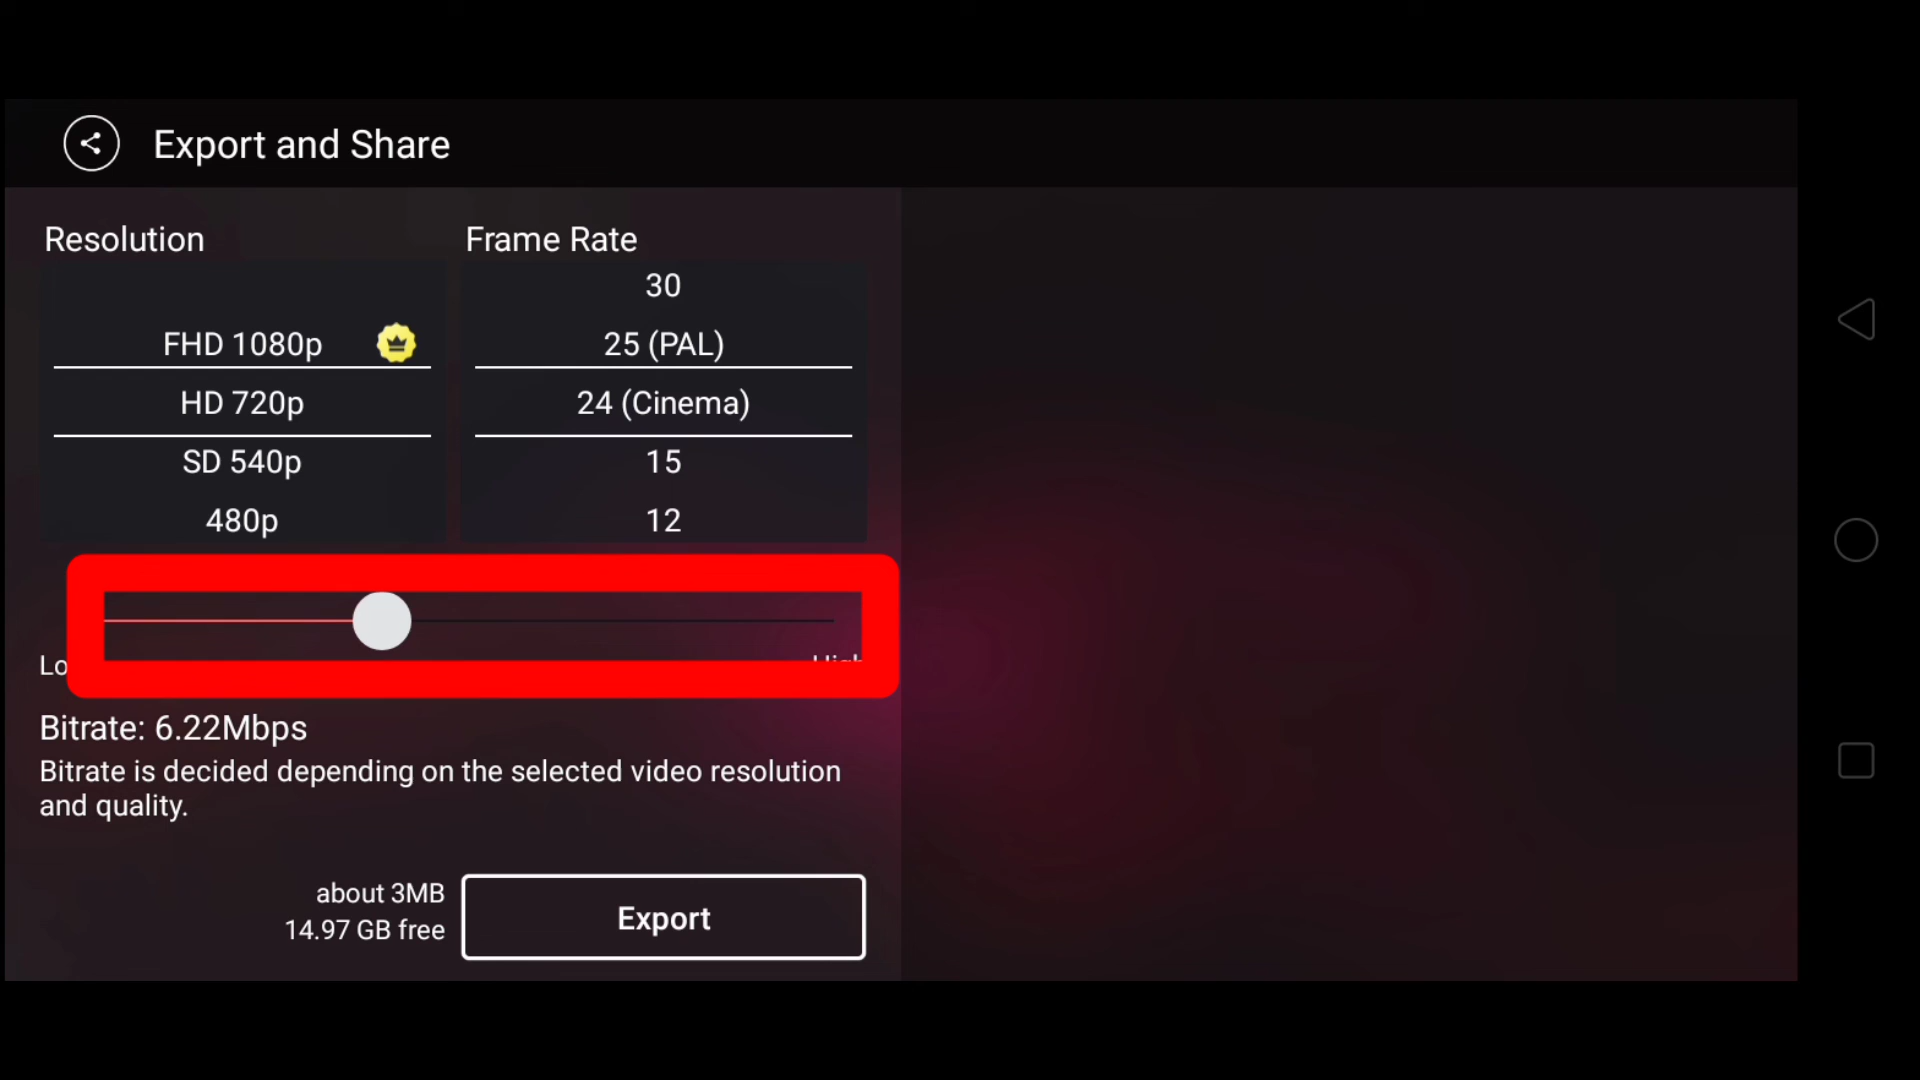 Export and Share
Resolution
Frame Rate
30
FHD 1080p
25 (PAL)
HD 720p
24 (Cinema)
SD 540p
15
480p
12
Bitrate: 6.22Mbps
Bitrate is decided depending on the selected video resolution
and quality.
about 3MB
14.97 GB free
Export